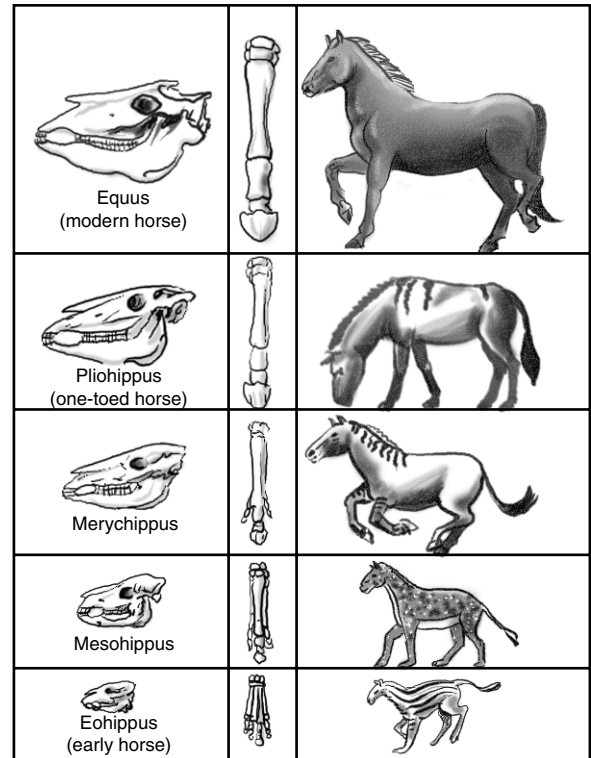 Equus
(modern horse)
Pliohippus
(one-toed horse)
Merychippus
Mesohippus
Eohippus
(early horse)